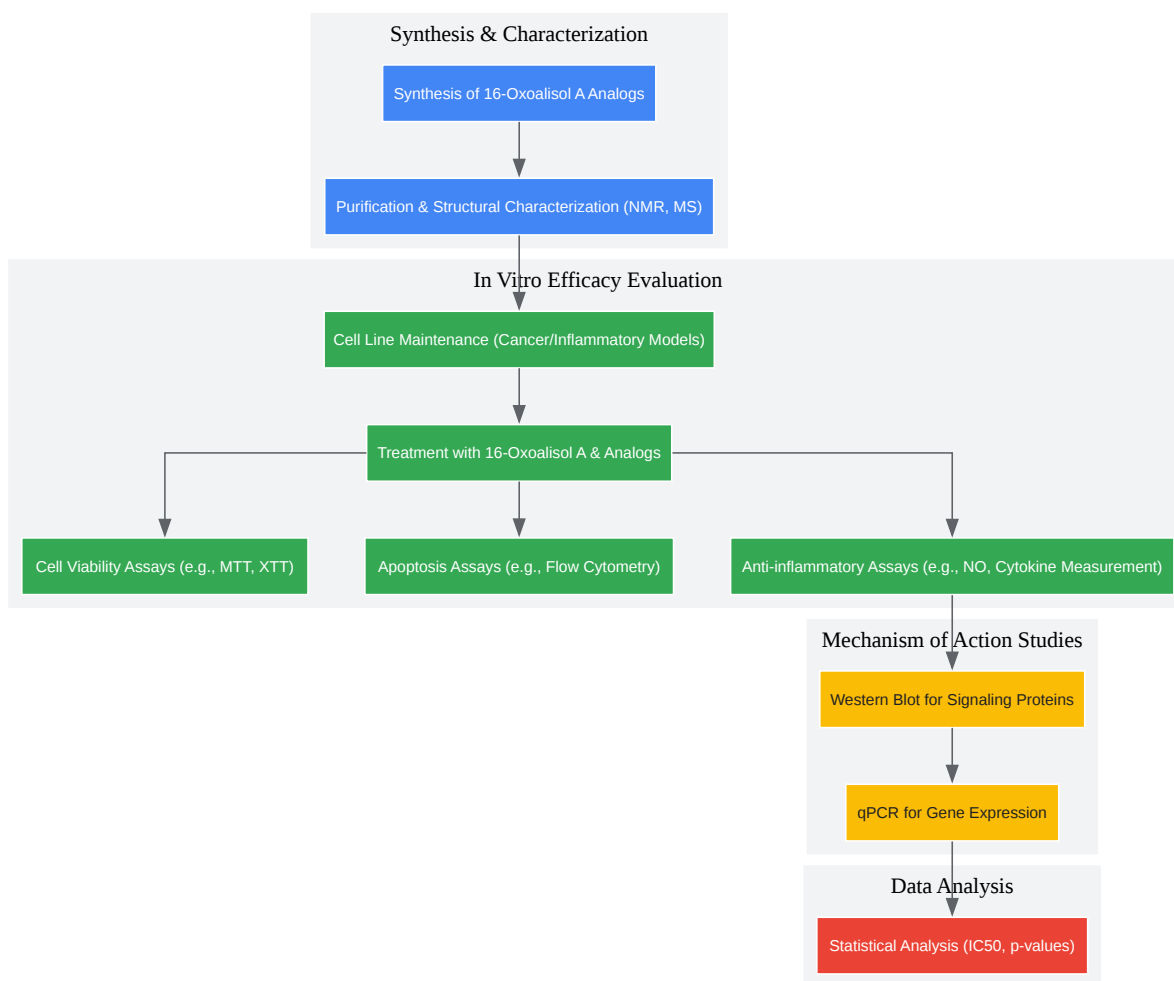 Synthesis & Characterization
Synthesis of 16-Oxoalisol A Analogs
Purification & Structural Characterization (NMR, MS)
In Vitro Efficacy Evaluation
Cell Line Maintenance (Cancer/Inflammatory Models)
Treatment with 16-Oxoalisol A & Analogs
Cell Viability Assays (e.g., MTT, XTT)
Apoptosis Assays (e.g., Flow Cytometry)
Anti-inflammatory Assays (e.g., NO, Cytokine Measurement)
Mechanism of Action Studies
Western Blot for Signaling Proteins
qPCR for Gene Expression
Data Analysis
Statistical Analysis (IC50, p-values)